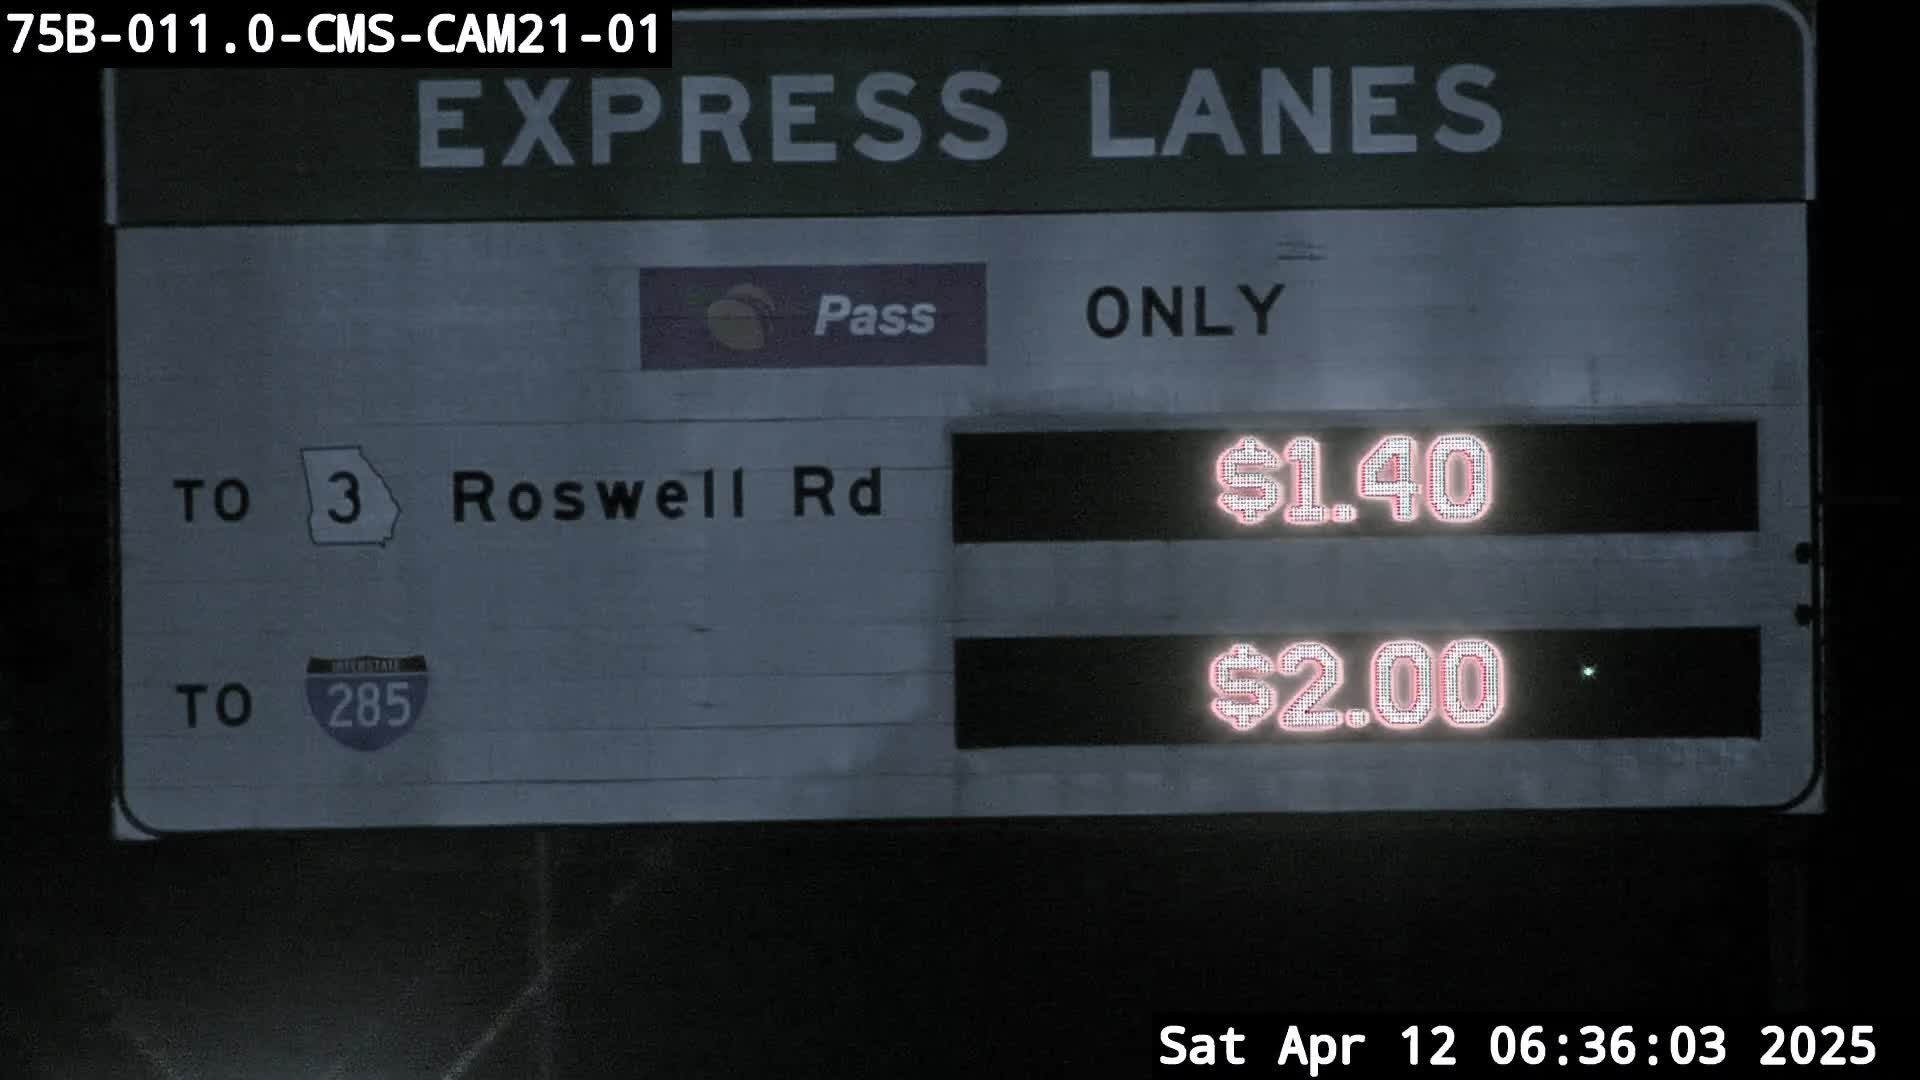 75B-011.0-CMS-CAM21-01
EXPRESS LANES
Pass ONLY
TO 3 Roswell Rd $1.40
INTERSTATE
TO 285 $2.00
Sat Apr 12 06:36:03 2025